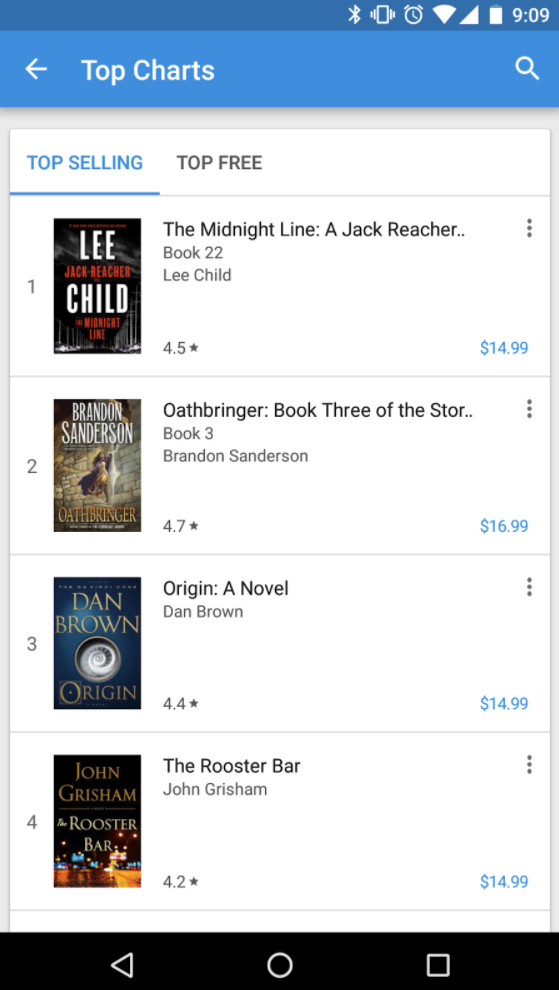 9:09
Top Charts
TOP SELLING TOP FREE
1
LEE
JACK REACHER
CHILD
THE MIDNIGHT
LINE
The Midnight Line: A Jack Reacher..
Book 22
Lee Child
4.5 $14.99
2
BRANDON
SANDERSON
OATHBRINGER
Oathbringer: Book Three of the Stor..
Book 3
Brandon Sanderson
4.7 $16.99
3
DAN
BROWN
ORIGIN
Origin: A Novel
Dan Brown
4.4 $14.99
4
JOHN
GRISHAM
The ROOSTER
BAR
The Rooster Bar
John Grisham
4.2 $14.99